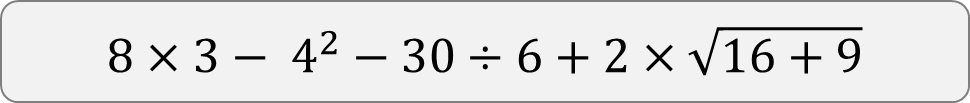 8 × 3 − 4² − 30 ÷ 6 + 2 × √(16 + 9)